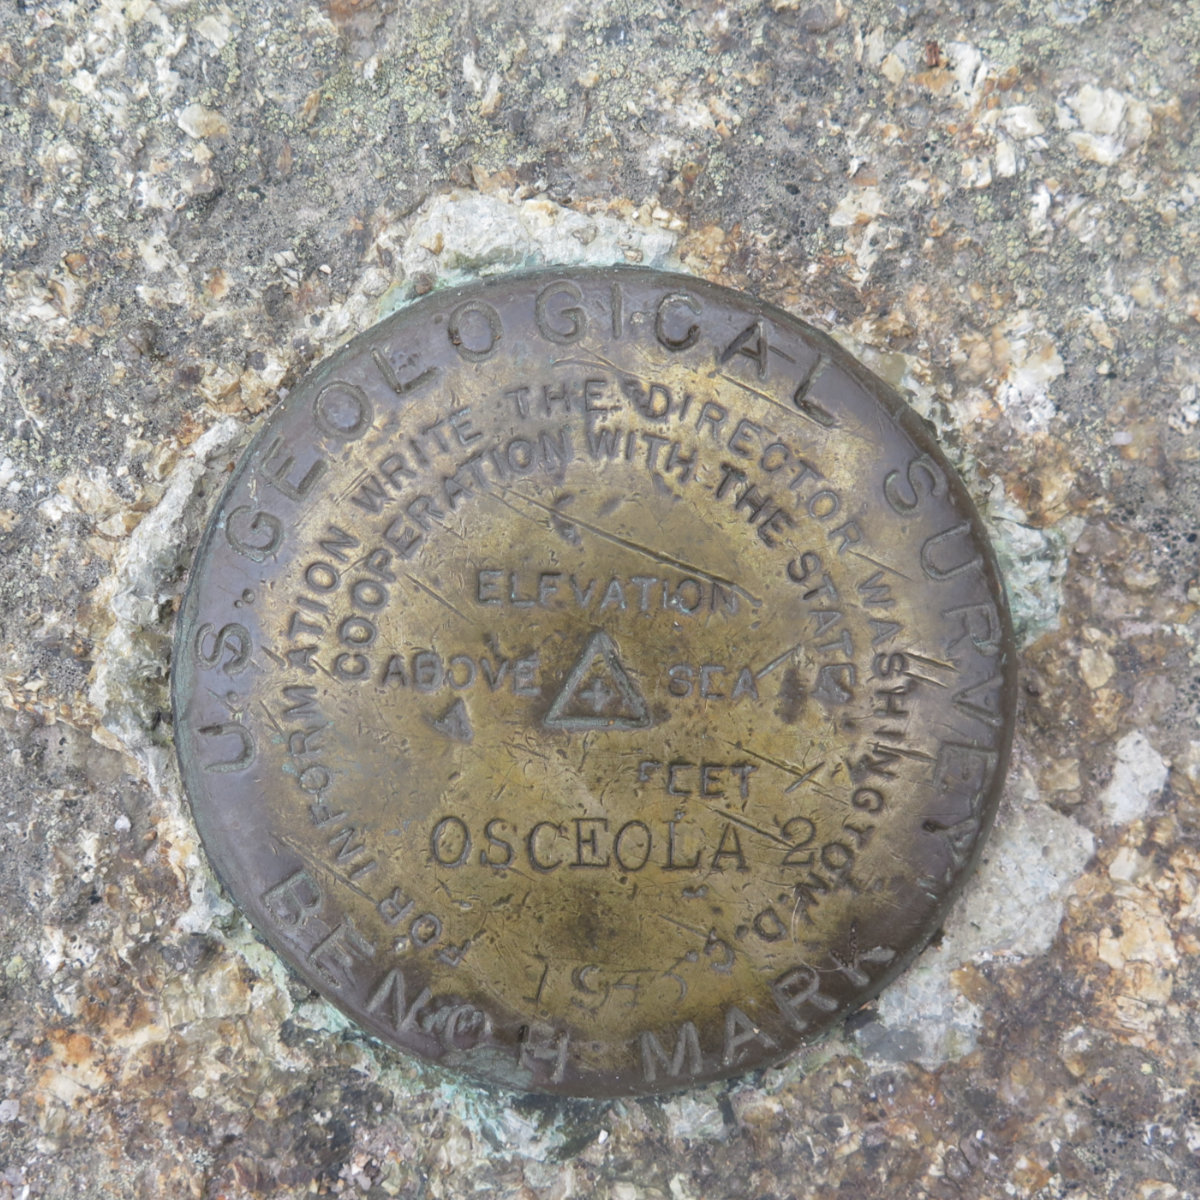 U.S. GEOLOGICAL SURVEY
FOR INFORMATION WRITE THE DIRECTOR WASHINGTON, D.C.
COOPERATION WITH THE STATE
ELEVATION
ABOVE SEA
FEET
OSCEOLA 2
BENCH MARK